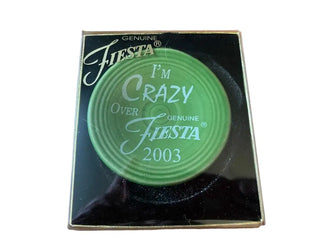 GENUINE
FIESTA®
I'M
CRAZY
OVER
GENUINE
FIESTA®
2003